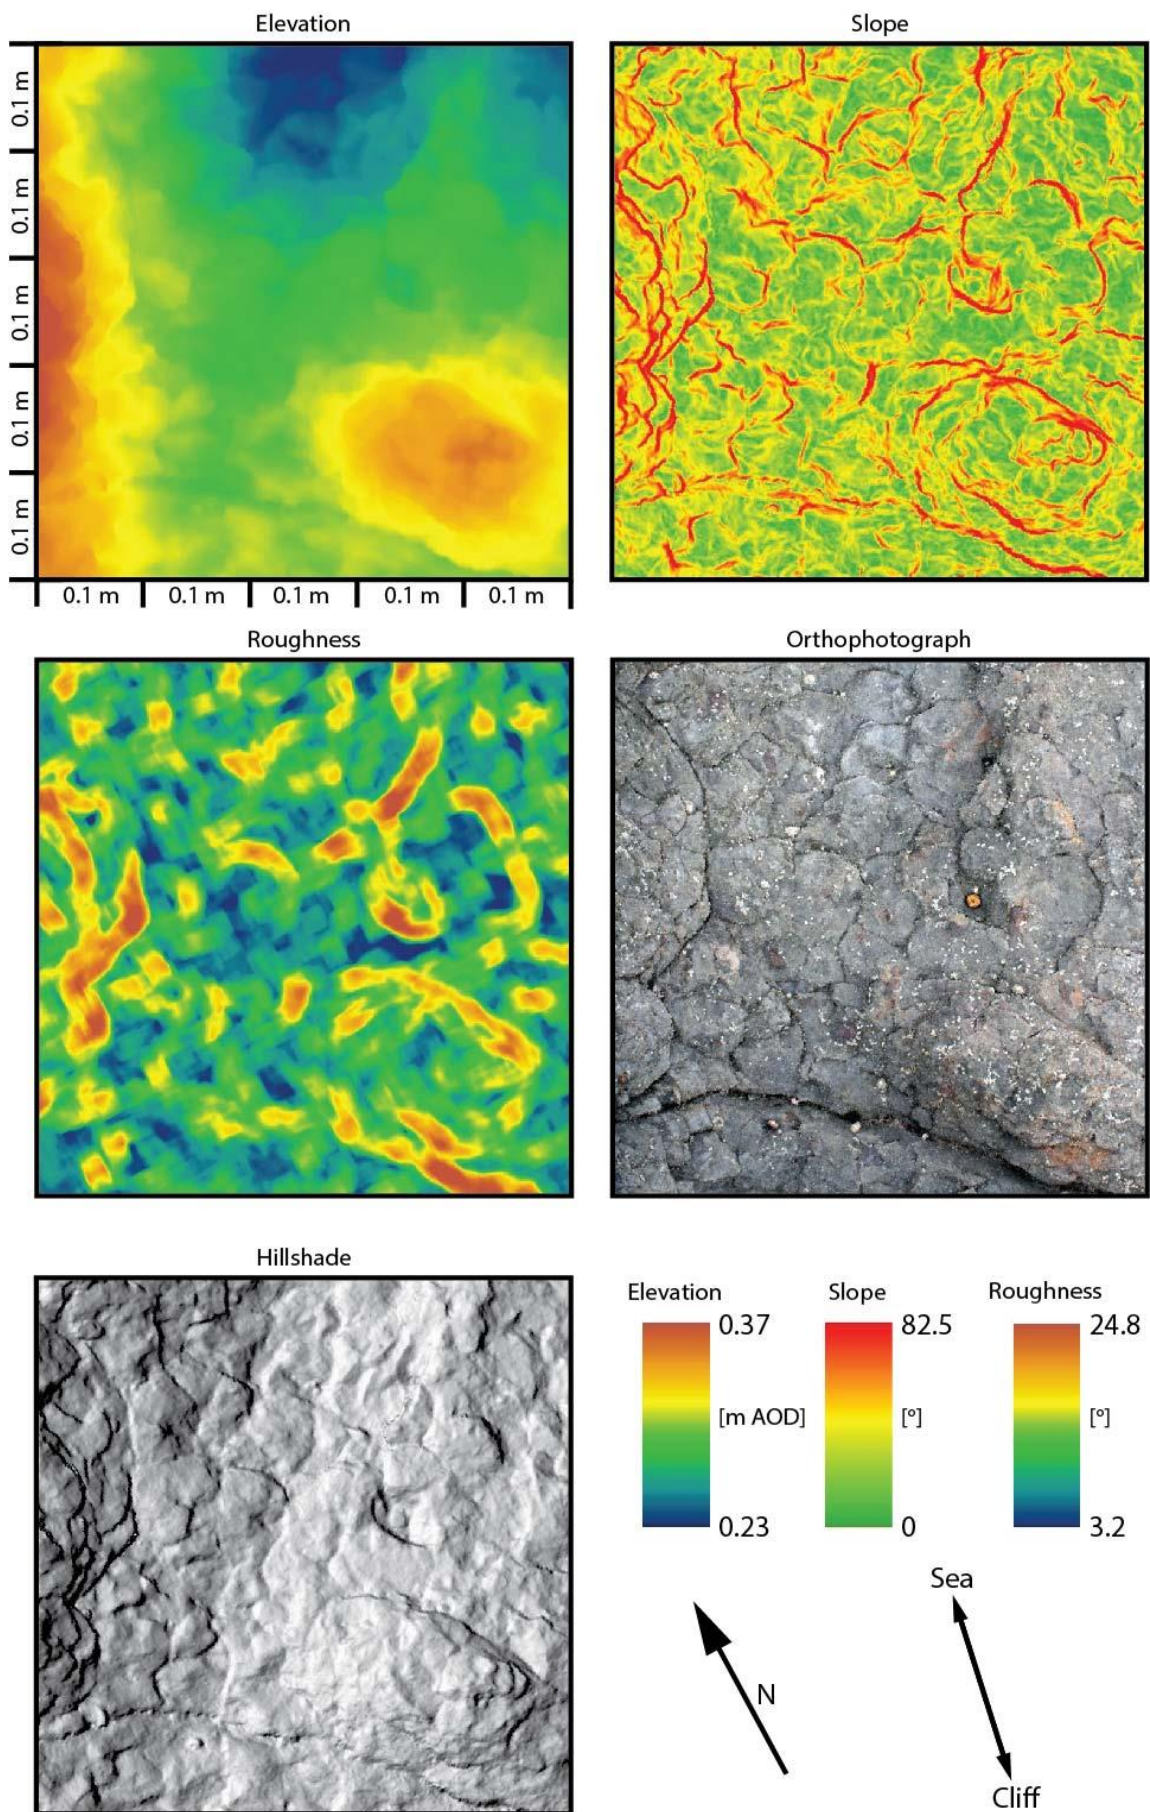 Elevation
Slope
0.1 m
0.1 m
0.1 m
0.1 m
0.1 m
0.1 m 0.1 m 0.1 m 0.1 m 0.1 m
Roughness
Orthophotograph
Hillshade
Elevation
0.37
[m AOD]
0.23
Slope
82.5
[°]
0
Roughness
24.8
[°]
3.2
N
Sea
Cliff